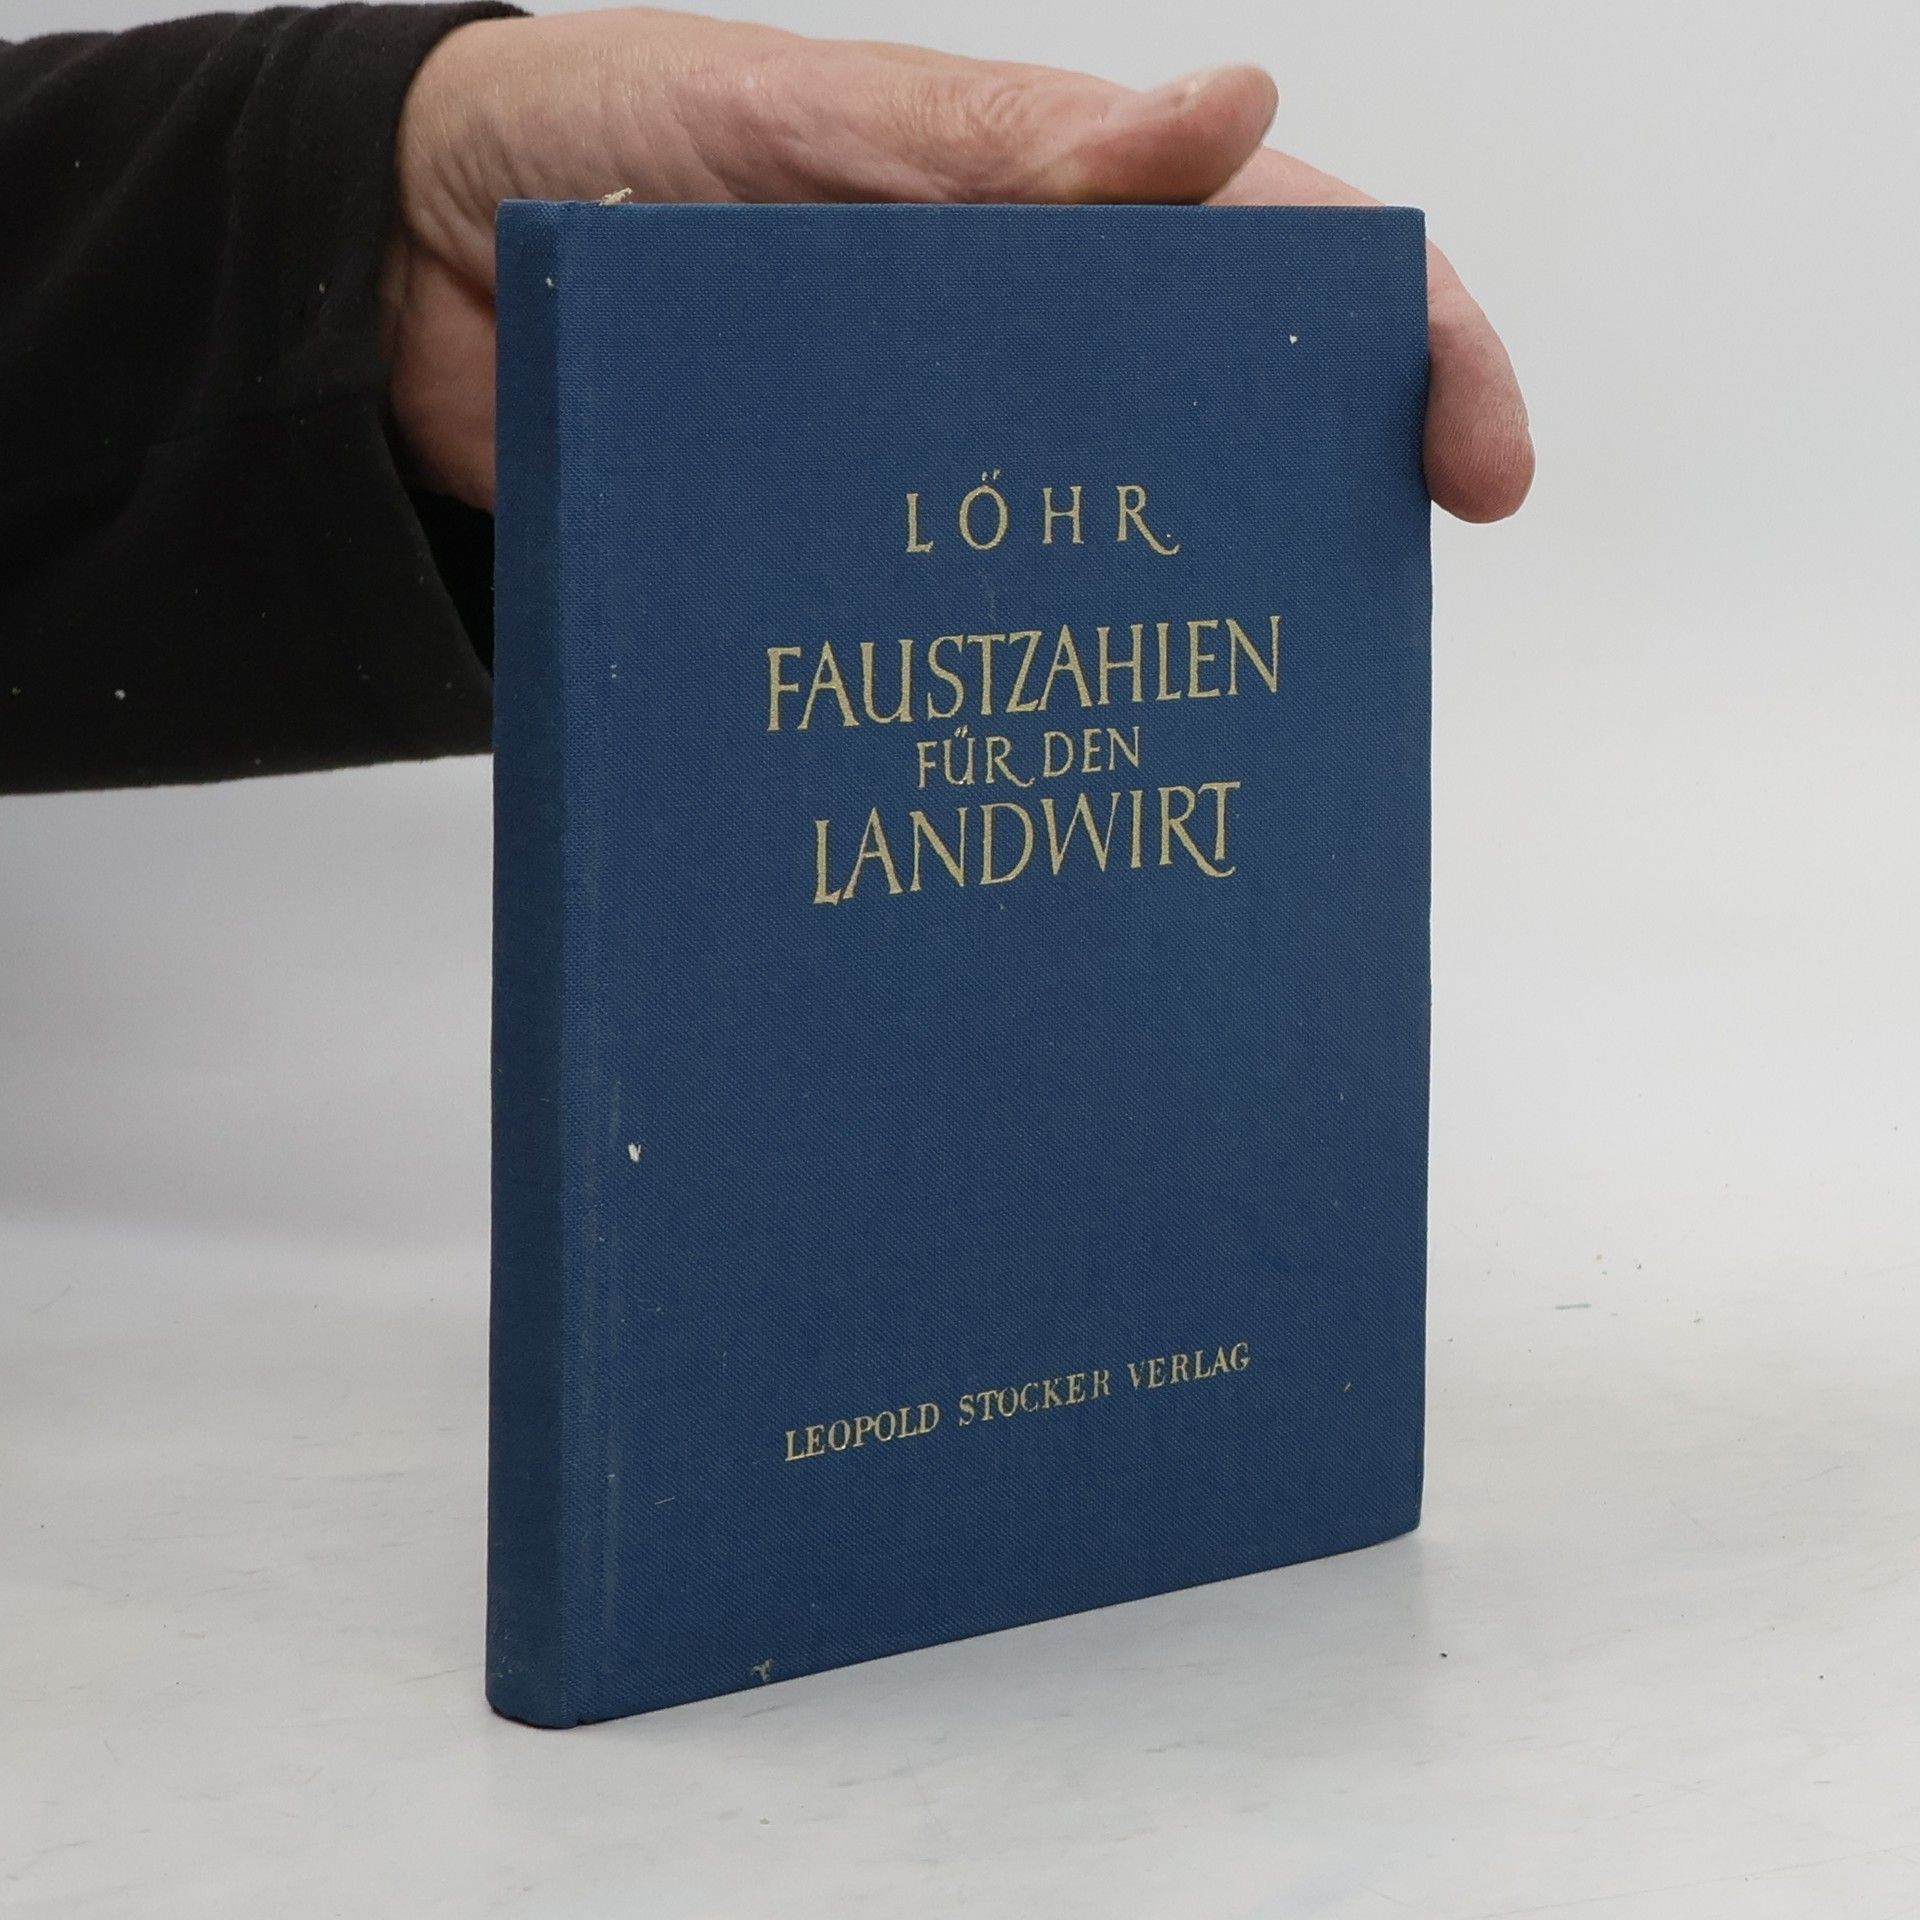 LÖHR
FAUSTZAHLEN
FÜR DEN
LANDWIRT
LEOPOLD STOCKER VERLAG